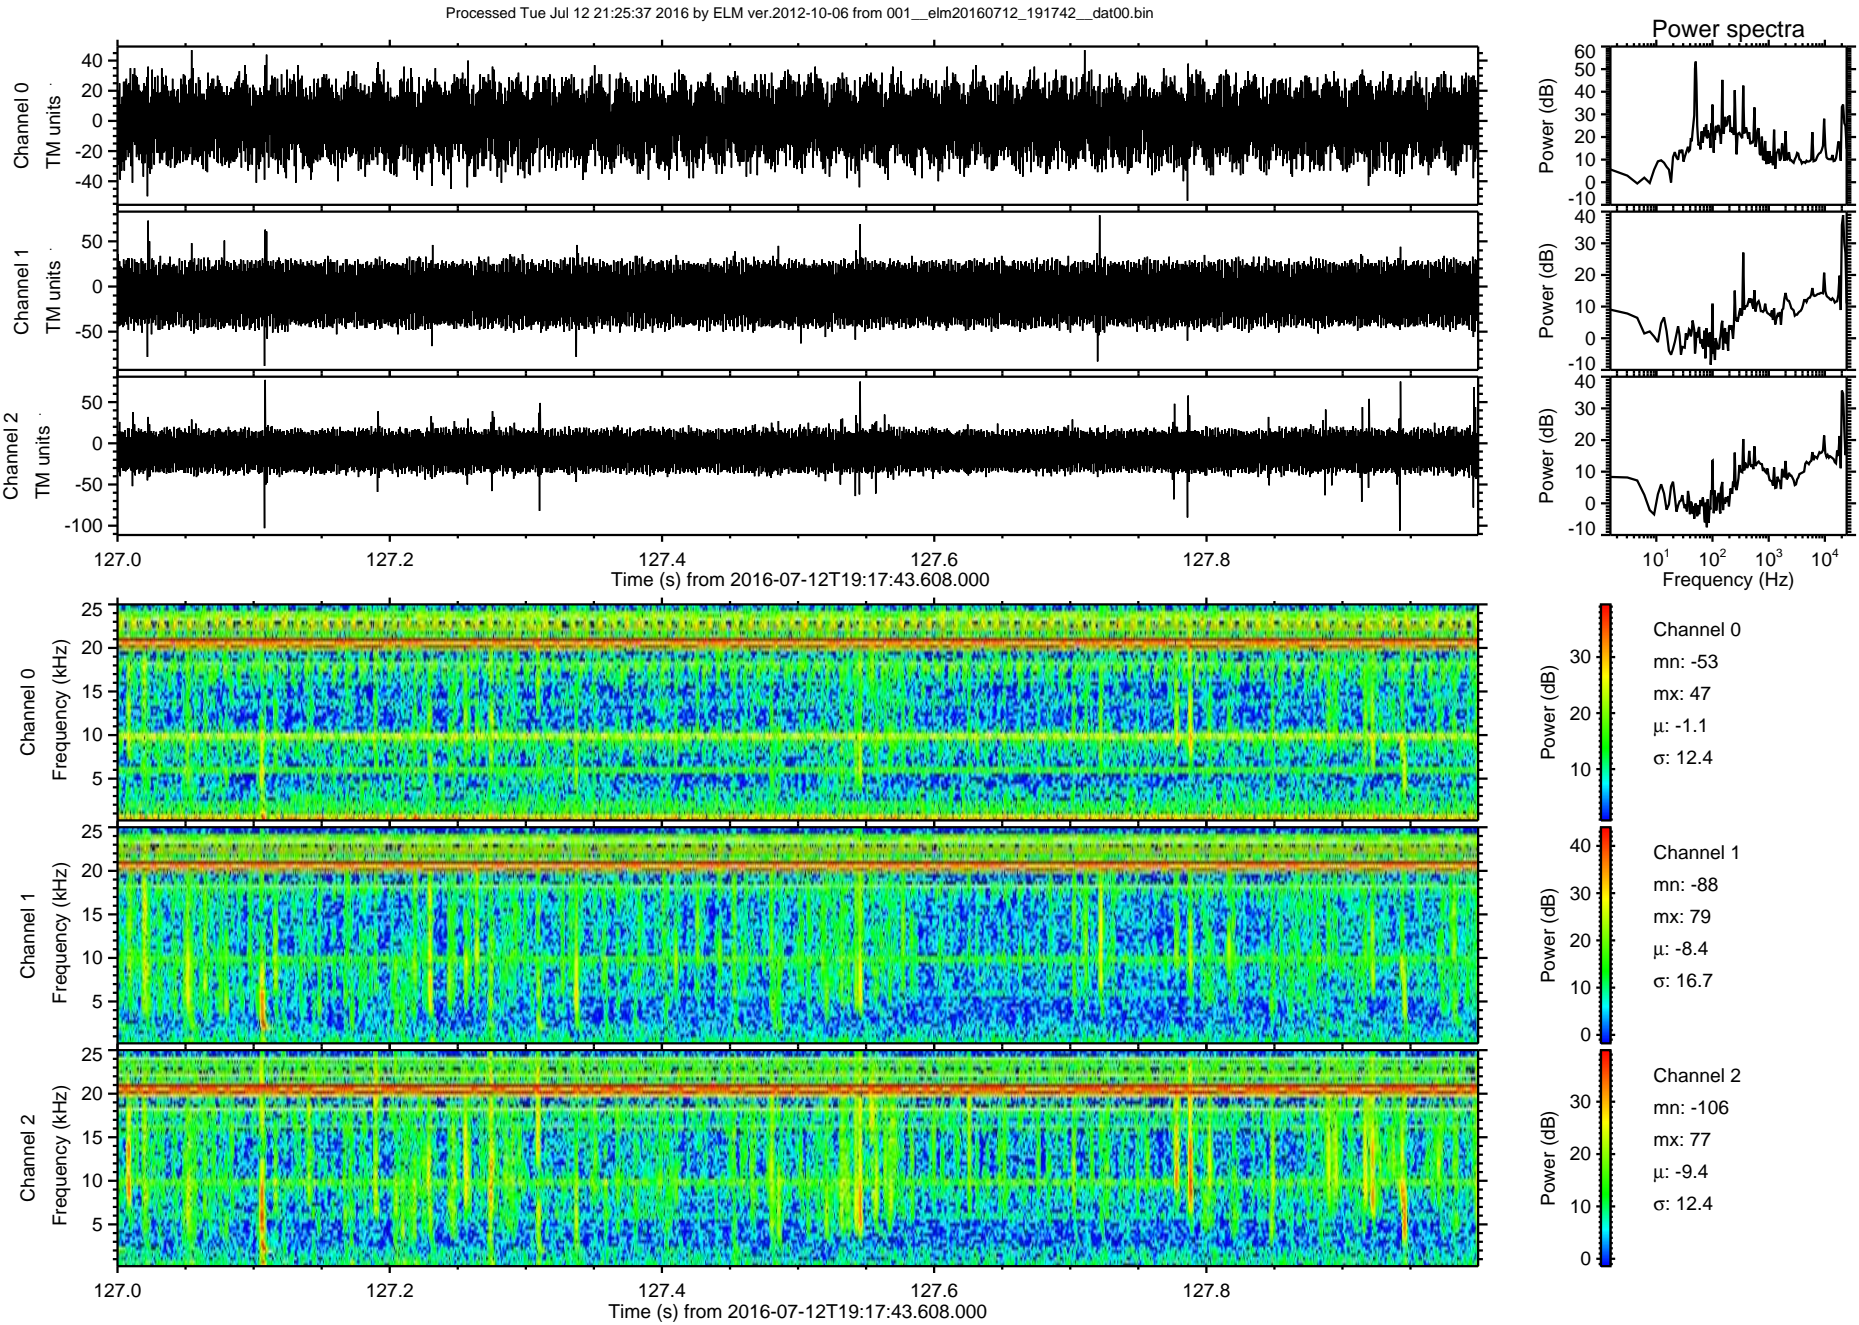 Processed Tue Jul 12 21:25:37 2016 by ELM ver.2012-10-06 from 001__elm20160712_191742__dat00.bin
Power spectra
Channel 0
TM units
40
20
0
-20
-40
Power (dB)
60
50
40
30
20
10
0
-10
Channel 1
TM units
50
0
-50
Power (dB)
40
30
20
10
0
-10
Channel 2
TM units
50
0
-50
-100
Power (dB)
40
30
20
10
0
-10
127.0 127.2 127.4 127.6 127.8
Time (s) from 2016-07-12T19:17:43.608.000
10¹ 10² 10³ 10⁴
Frequency (Hz)
Channel 0
Frequency (kHz)
25
20
15
10
5
Power (dB)
30
20
10
Channel 0
mn: -53
mx: 47
μ: -1.1
σ: 12.4
Channel 1
Frequency (kHz)
25
20
15
10
5
Power (dB)
40
30
20
10
0
Channel 1
mn: -88
mx: 79
μ: -8.4
σ: 16.7
Channel 2
Frequency (kHz)
25
20
15
10
5
Power (dB)
30
20
10
0
Channel 2
mn: -106
mx: 77
μ: -9.4
σ: 12.4
127.0 127.2 127.4 127.6 127.8
Time (s) from 2016-07-12T19:17:43.608.000